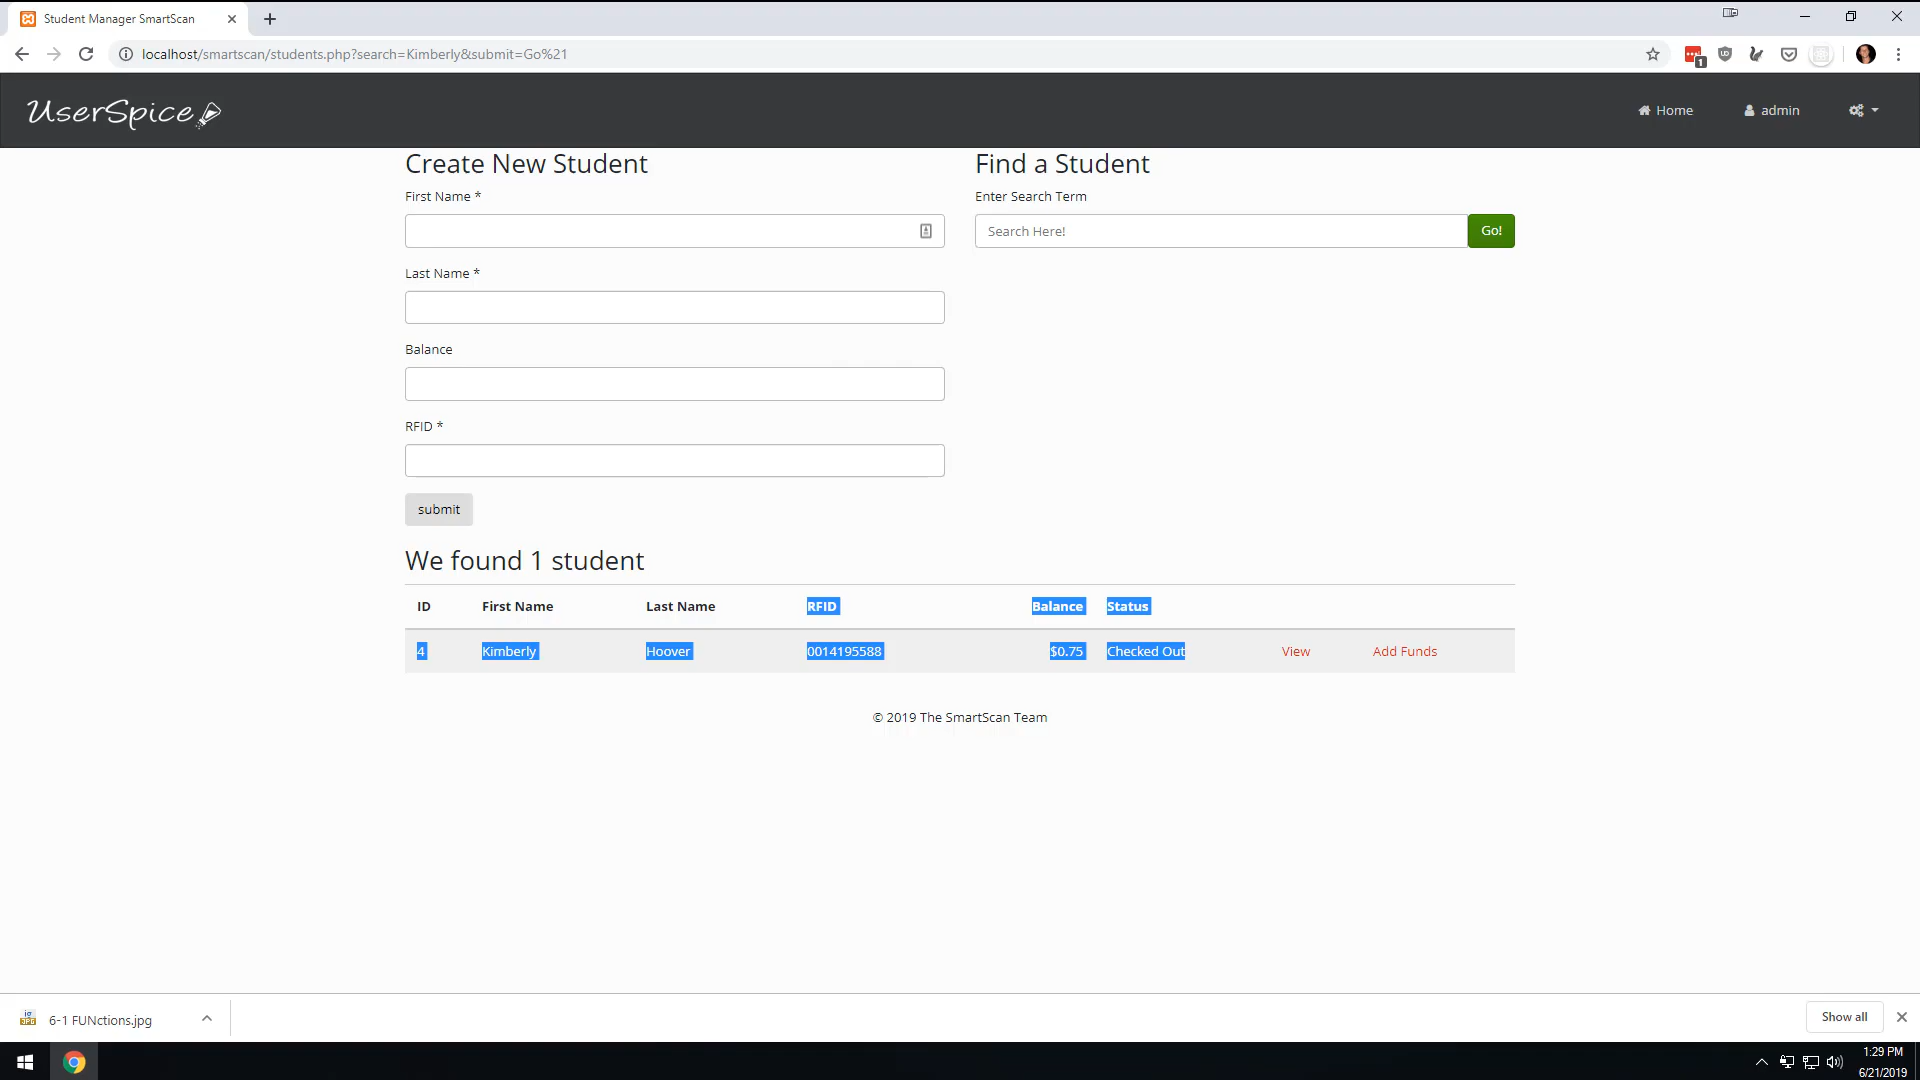 Student Manager SmartScan
localhost/smartscan/students.php?search=Kimberly&submit=Go%21
1
UserSpice
Home
admin
Create New Student
Find a Student
First Name *
Enter Search Term
Search Here!
Go!
Last Name *
Balance
RFID *
submit
We found 1 student
ID First Name Last Name RFID Balance Status
4 Kimberly Hoover 0014195588 $0.75 Checked Out View Add Funds
© 2019 The SmartScan Team
6-1 FUNctions.jpg
Show all
1:29 PM
6/21/2019